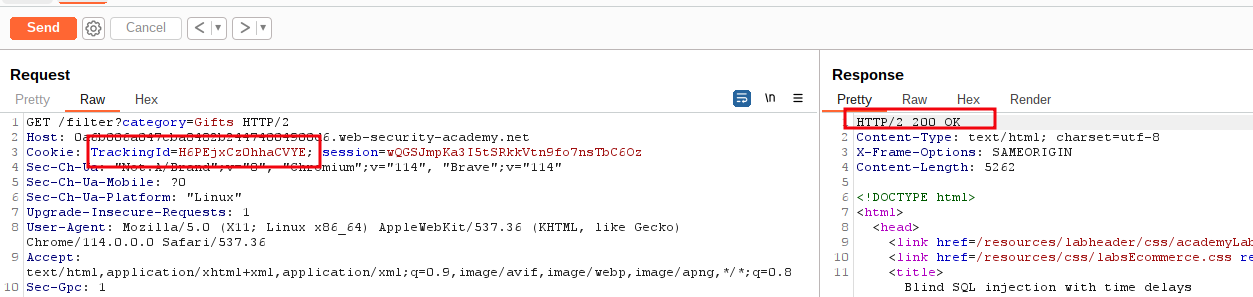 Send
Cancel
Request
Pretty Raw Hex
\n
1 GET /filter?category=Gifts HTTP/2
2 Host: .web-security-academy.net
3 Cookie: TrackingId=H6PEjxCzOhhaCVYE; session=wQGSJmpKa3I5tSRkkVtn9fo7nsTbC6Oz
4 Sec-Ch-Ua: "Not.A/Brand";v="8", "Chromium";v="114", "Brave";v="114"
5 Sec-Ch-Ua-Mobile: ?0
6 Sec-Ch-Ua-Platform: "Linux"
7 Upgrade-Insecure-Requests: 1
8 User-Agent: Mozilla/5.0 (X11; Linux x86_64) AppleWebKit/537.36 (KHTML, like Gecko)
Chrome/114.0.0.0 Safari/537.36
9 Accept:
text/html,application/xhtml+xml,application/xml;q=0.9,image/avif,image/webp,image/apng,*/*;q=0.8
10 Sec-Gpc: 1
Response
Pretty Raw Hex Render
1 HTTP/2 200 OK
2 Content-Type: text/html; charset=utf-8
3 X-Frame-Options: SAMEORIGIN
4 Content-Length: 5262
5
6 <!DOCTYPE html>
7 <html>
8 <head>
9 <link href=/resources/labheader/css/academyLab
10 <link href=/resources/css/labsEcommerce.css re
11 <title>
Blind SQL injection with time delays